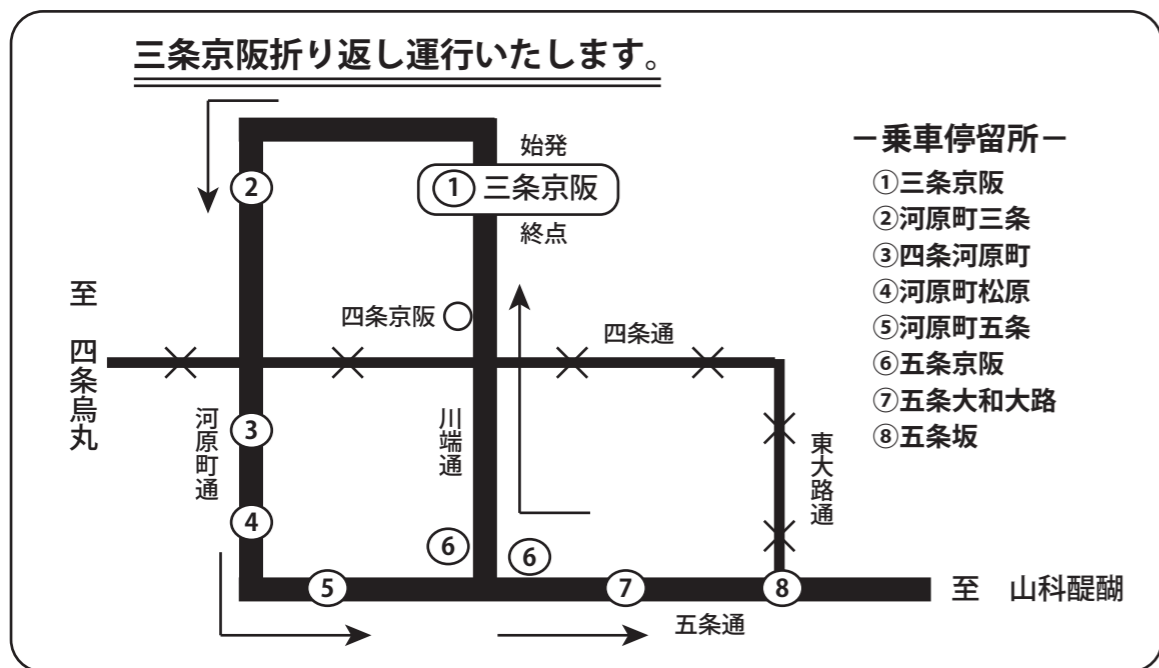 三条京阪折り返し運行いたします。
始発
① 三条京阪
終点
②
四条京阪
四条通
至 四条烏丸
河原町通
③
川端通
東大路通
④
⑥
⑥
⑤
⑦
⑧
至 山科醍醐
五条通
－乗車停留所－
①三条京阪
②河原町三条
③四条河原町
④河原町松原
⑤河原町五条
⑥五条京阪
⑦五条大和大路
⑧五条坂